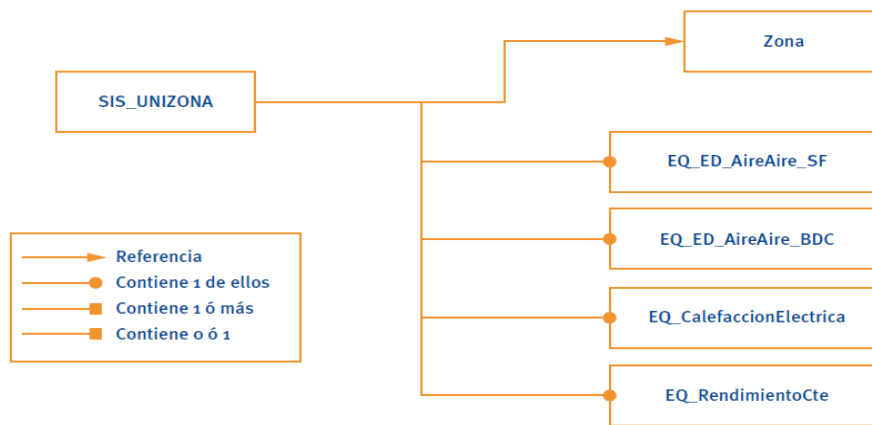 Zona
SIS_UNIZONA
EQ_ED_AireAire_SF
EQ_ED_AireAire_BDC
EQ_CalefaccionElectrica
EQ_RendimientoCte
Referencia
Contiene 1 de ellos
Contiene 1 ó más
Contiene 0 ó 1